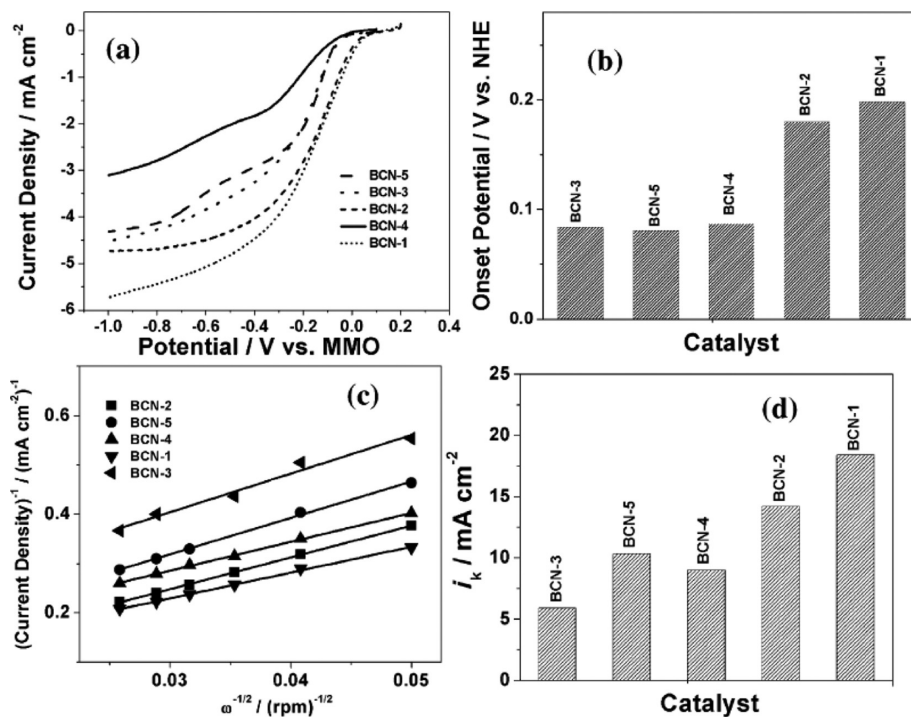 (a)
Current Density / mA cm-2
0
-1
-2
-3
-4
-5
-6
BCN-5
BCN-3
BCN-2
BCN-4
BCN-1
-1.0 -0.8 -0.6 -0.4 -0.2 0.0 0.2 0.4
Potential / V vs. MMO
(b)
Onset Potential / V vs. NHE
0.2
0.1
0.0
BCN-3
BCN-5
BCN-4
BCN-2
BCN-1
Catalyst
(c)
(Current Density)-1 / (mA cm-2)-1
0.6
0.4
0.2
BCN-2
BCN-5
BCN-4
BCN-1
BCN-3
0.03 0.04 0.05
ω-1/2 / (rpm)-1/2
(d)
ik / mA cm-2
25
20
15
10
5
0
BCN-3
BCN-5
BCN-4
BCN-2
BCN-1
Catalyst